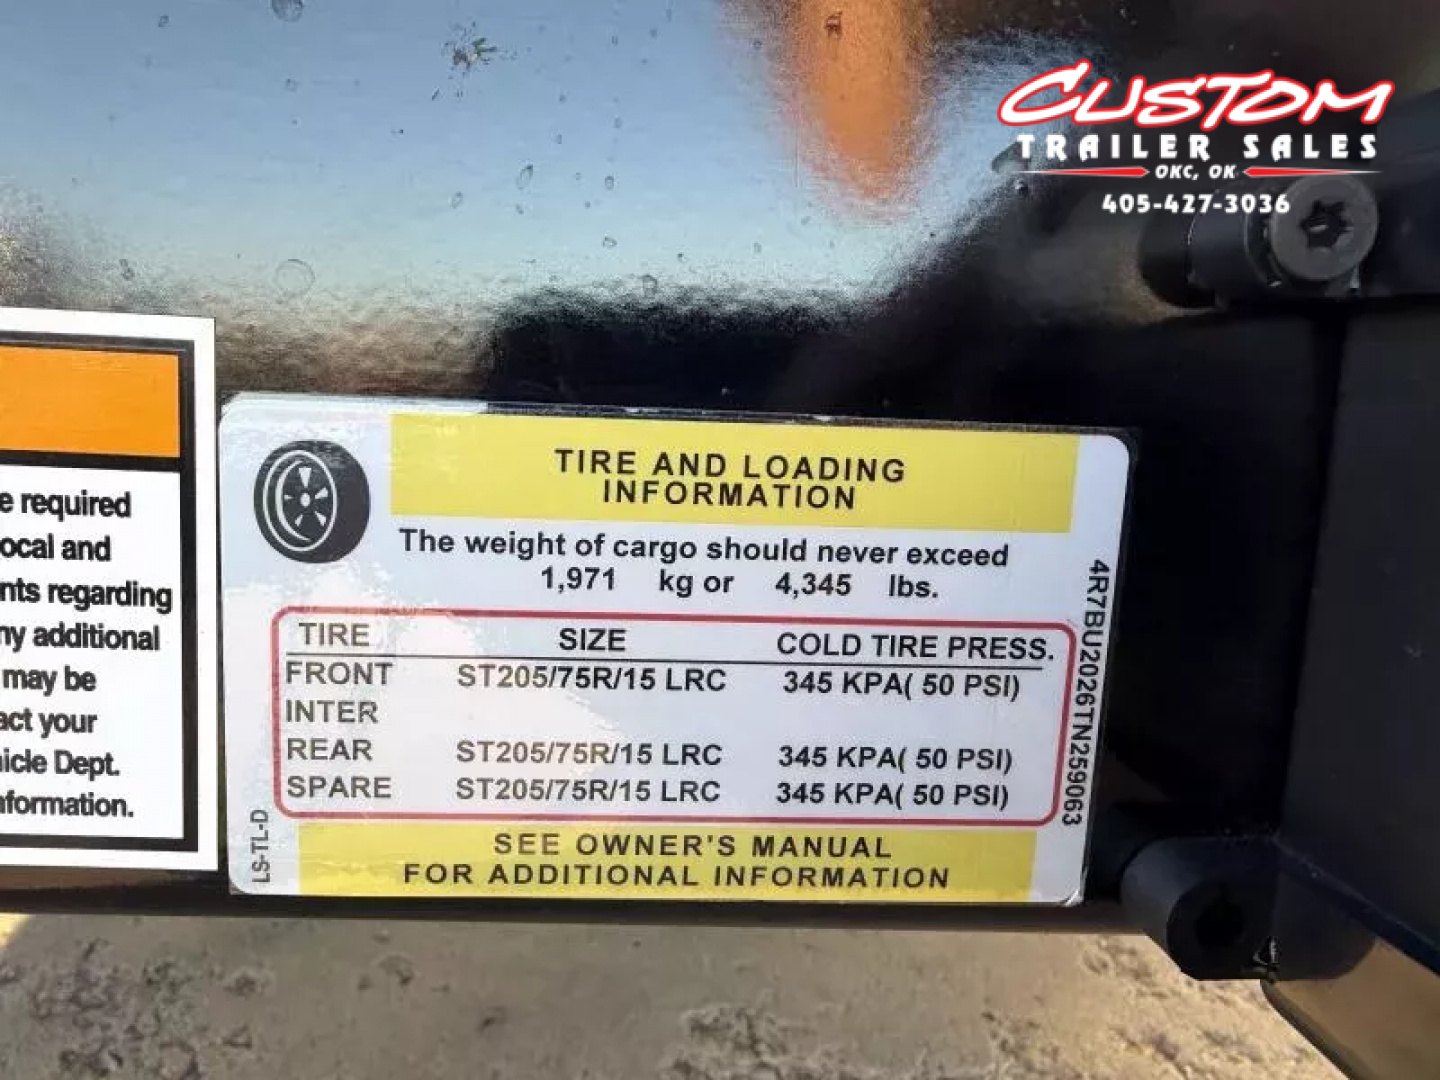 CUSTOM
TRAILER SALES
OKC, OK
405-427-3036
e required
ocal and
nts regarding
ny additional
may be
act your
icle Dept.
nformation.
TIRE AND LOADING
INFORMATION
The weight of cargo should never exceed
1,971 kg or 4,345 lbs.
TIRE SIZE COLD TIRE PRESS.
FRONT ST205/75R/15 LRC 345 KPA( 50 PSI)
INTER
REAR ST205/75R/15 LRC 345 KPA( 50 PSI)
SPARE ST205/75R/15 LRC 345 KPA( 50 PSI)
SEE OWNER'S MANUAL
FOR ADDITIONAL INFORMATION
LS-TL-D
4R7BU2026TN259063